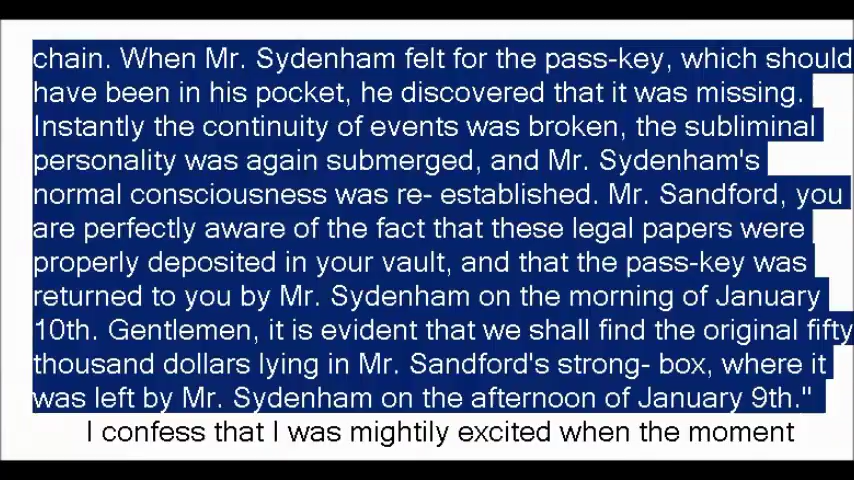 chain. When Mr. Sydenham felt for the pass-key, which should
have been in his pocket, he discovered that it was missing.
Instantly the continuity of events was broken, the subliminal
personality was again submerged, and Mr. Sydenham's
normal consciousness was re- established. Mr. Sandford, you
are perfectly aware of the fact that these legal papers were
properly deposited in your vault, and that the pass-key was
returned to you by Mr. Sydenham on the morning of January
10th. Gentlemen, it is evident that we shall find the original fifty
thousand dollars lying in Mr. Sandford's strong- box, where it
was left by Mr. Sydenham on the afternoon of January 9th."
I confess that I was mightily excited when the moment